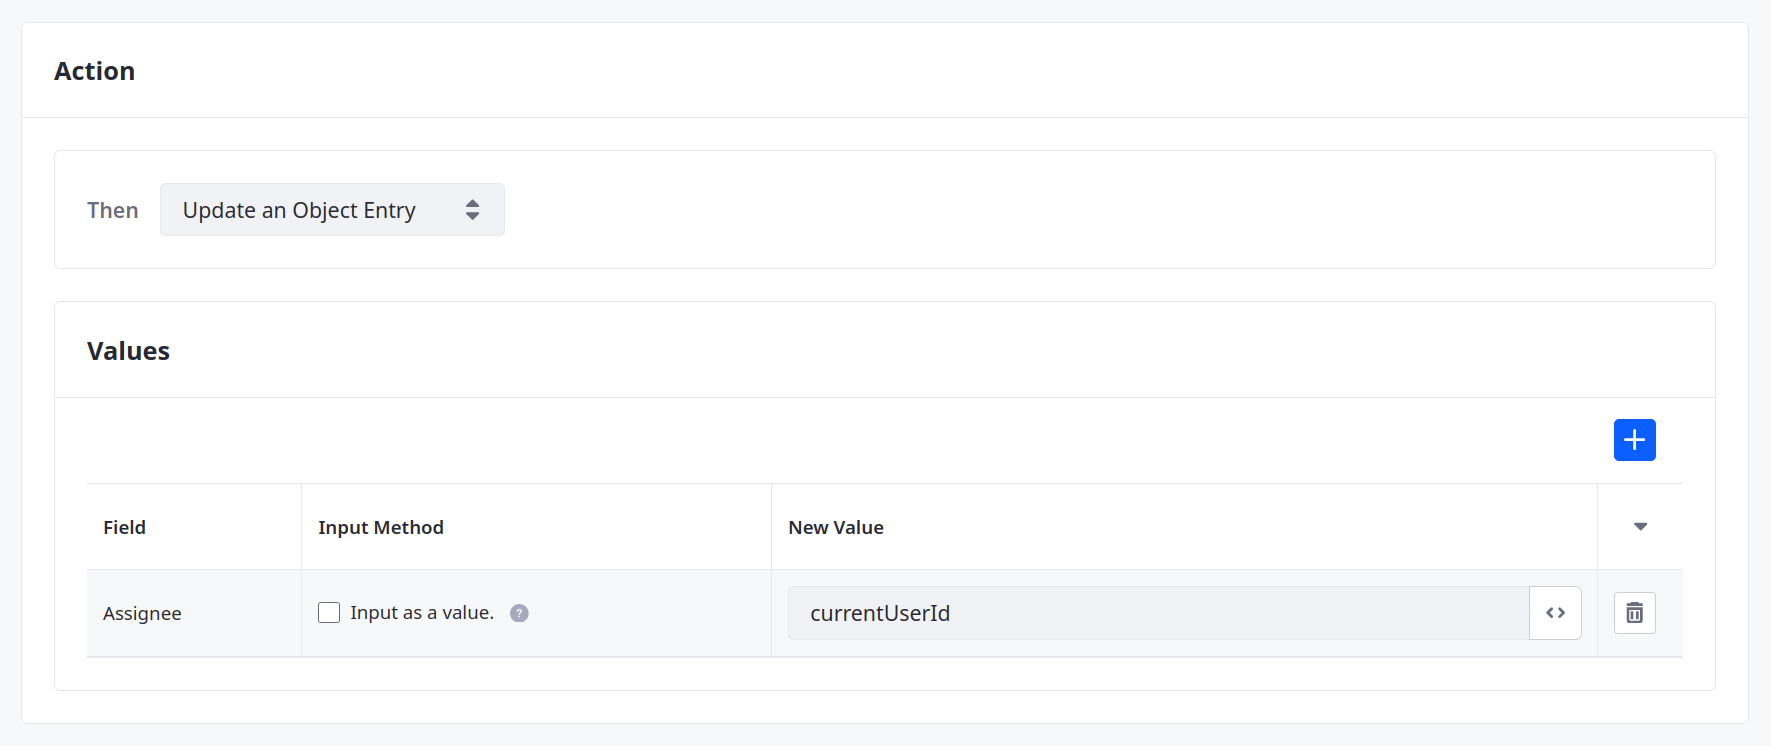 Action
Then Update an Object Entry
Values
Field Input Method New Value
Assignee Input as a value. ? currentUserId <>